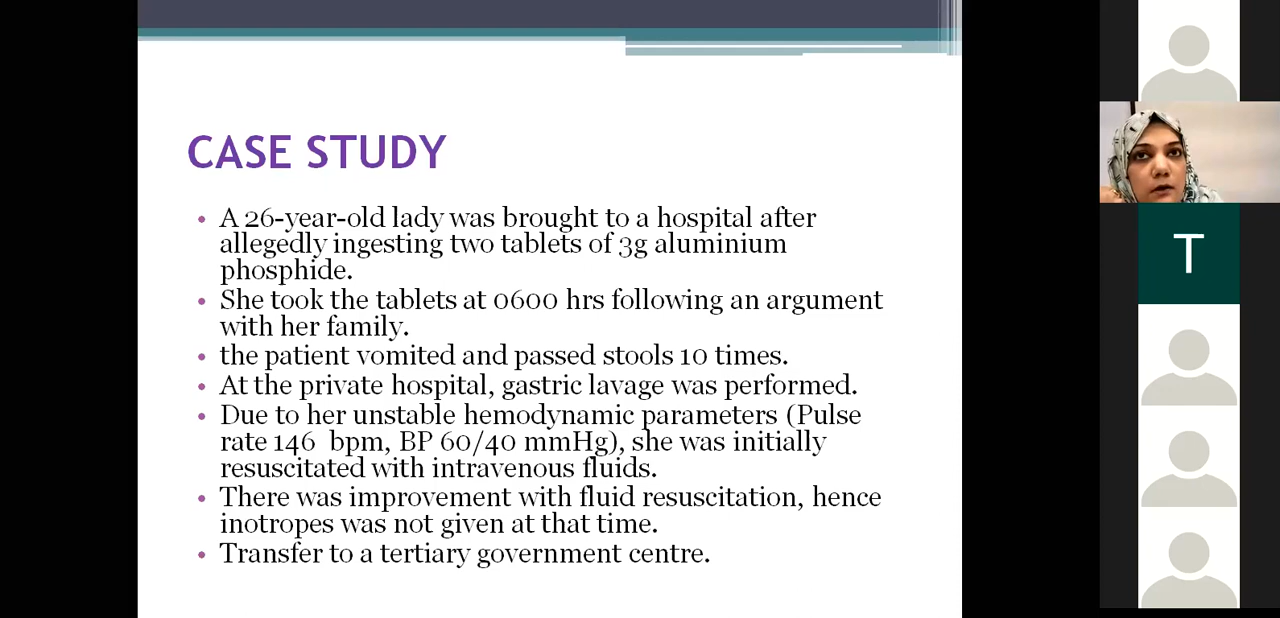 CASE STUDY
• A 26-year-old lady was brought to a hospital after
allegedly ingesting two tablets of 3g aluminium
phosphide.
• She took the tablets at 0600 hrs following an argument
with her family.
• the patient vomited and passed stools 10 times.
• At the private hospital, gastric lavage was performed.
• Due to her unstable hemodynamic parameters (Pulse
rate 146 bpm, BP 60/40 mmHg), she was initially
resuscitated with intravenous fluids.
• There was improvement with fluid resuscitation, hence
inotropes was not given at that time.
• Transfer to a tertiary government centre.
T